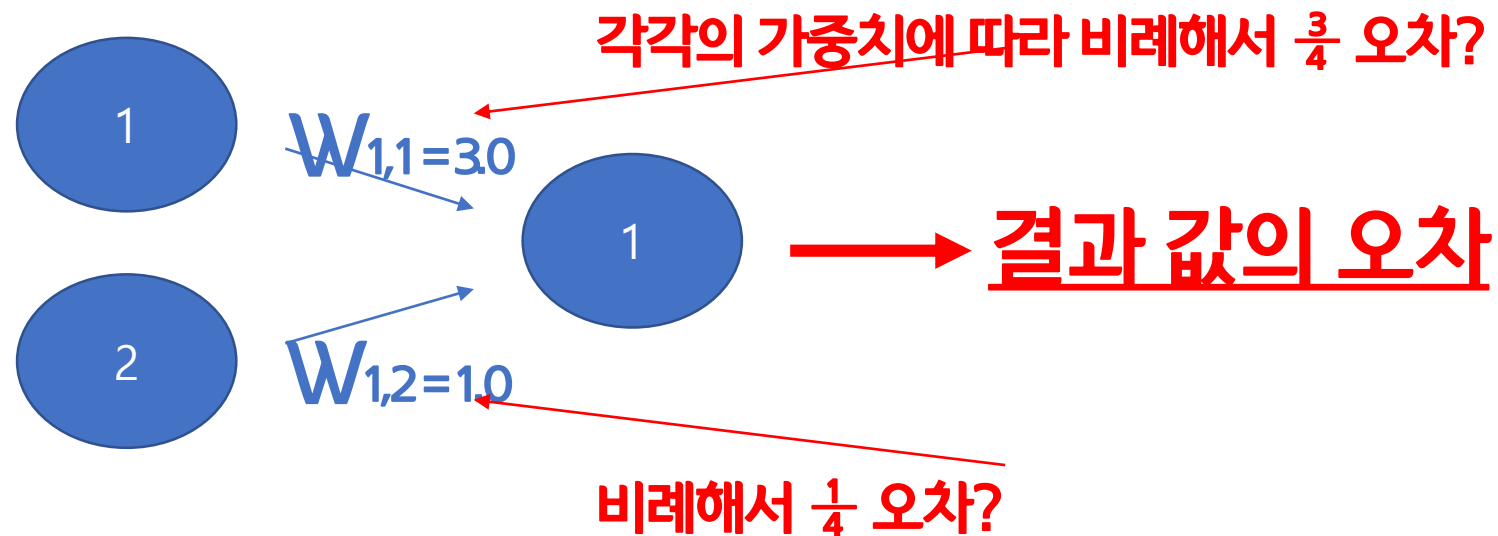 각각의 가중치에 따라 비례해서 3/4 오차?
1
W1,1=3.0
1
결과 값의 오차
2
W1,2=1.0
비례해서 1/4 오차?